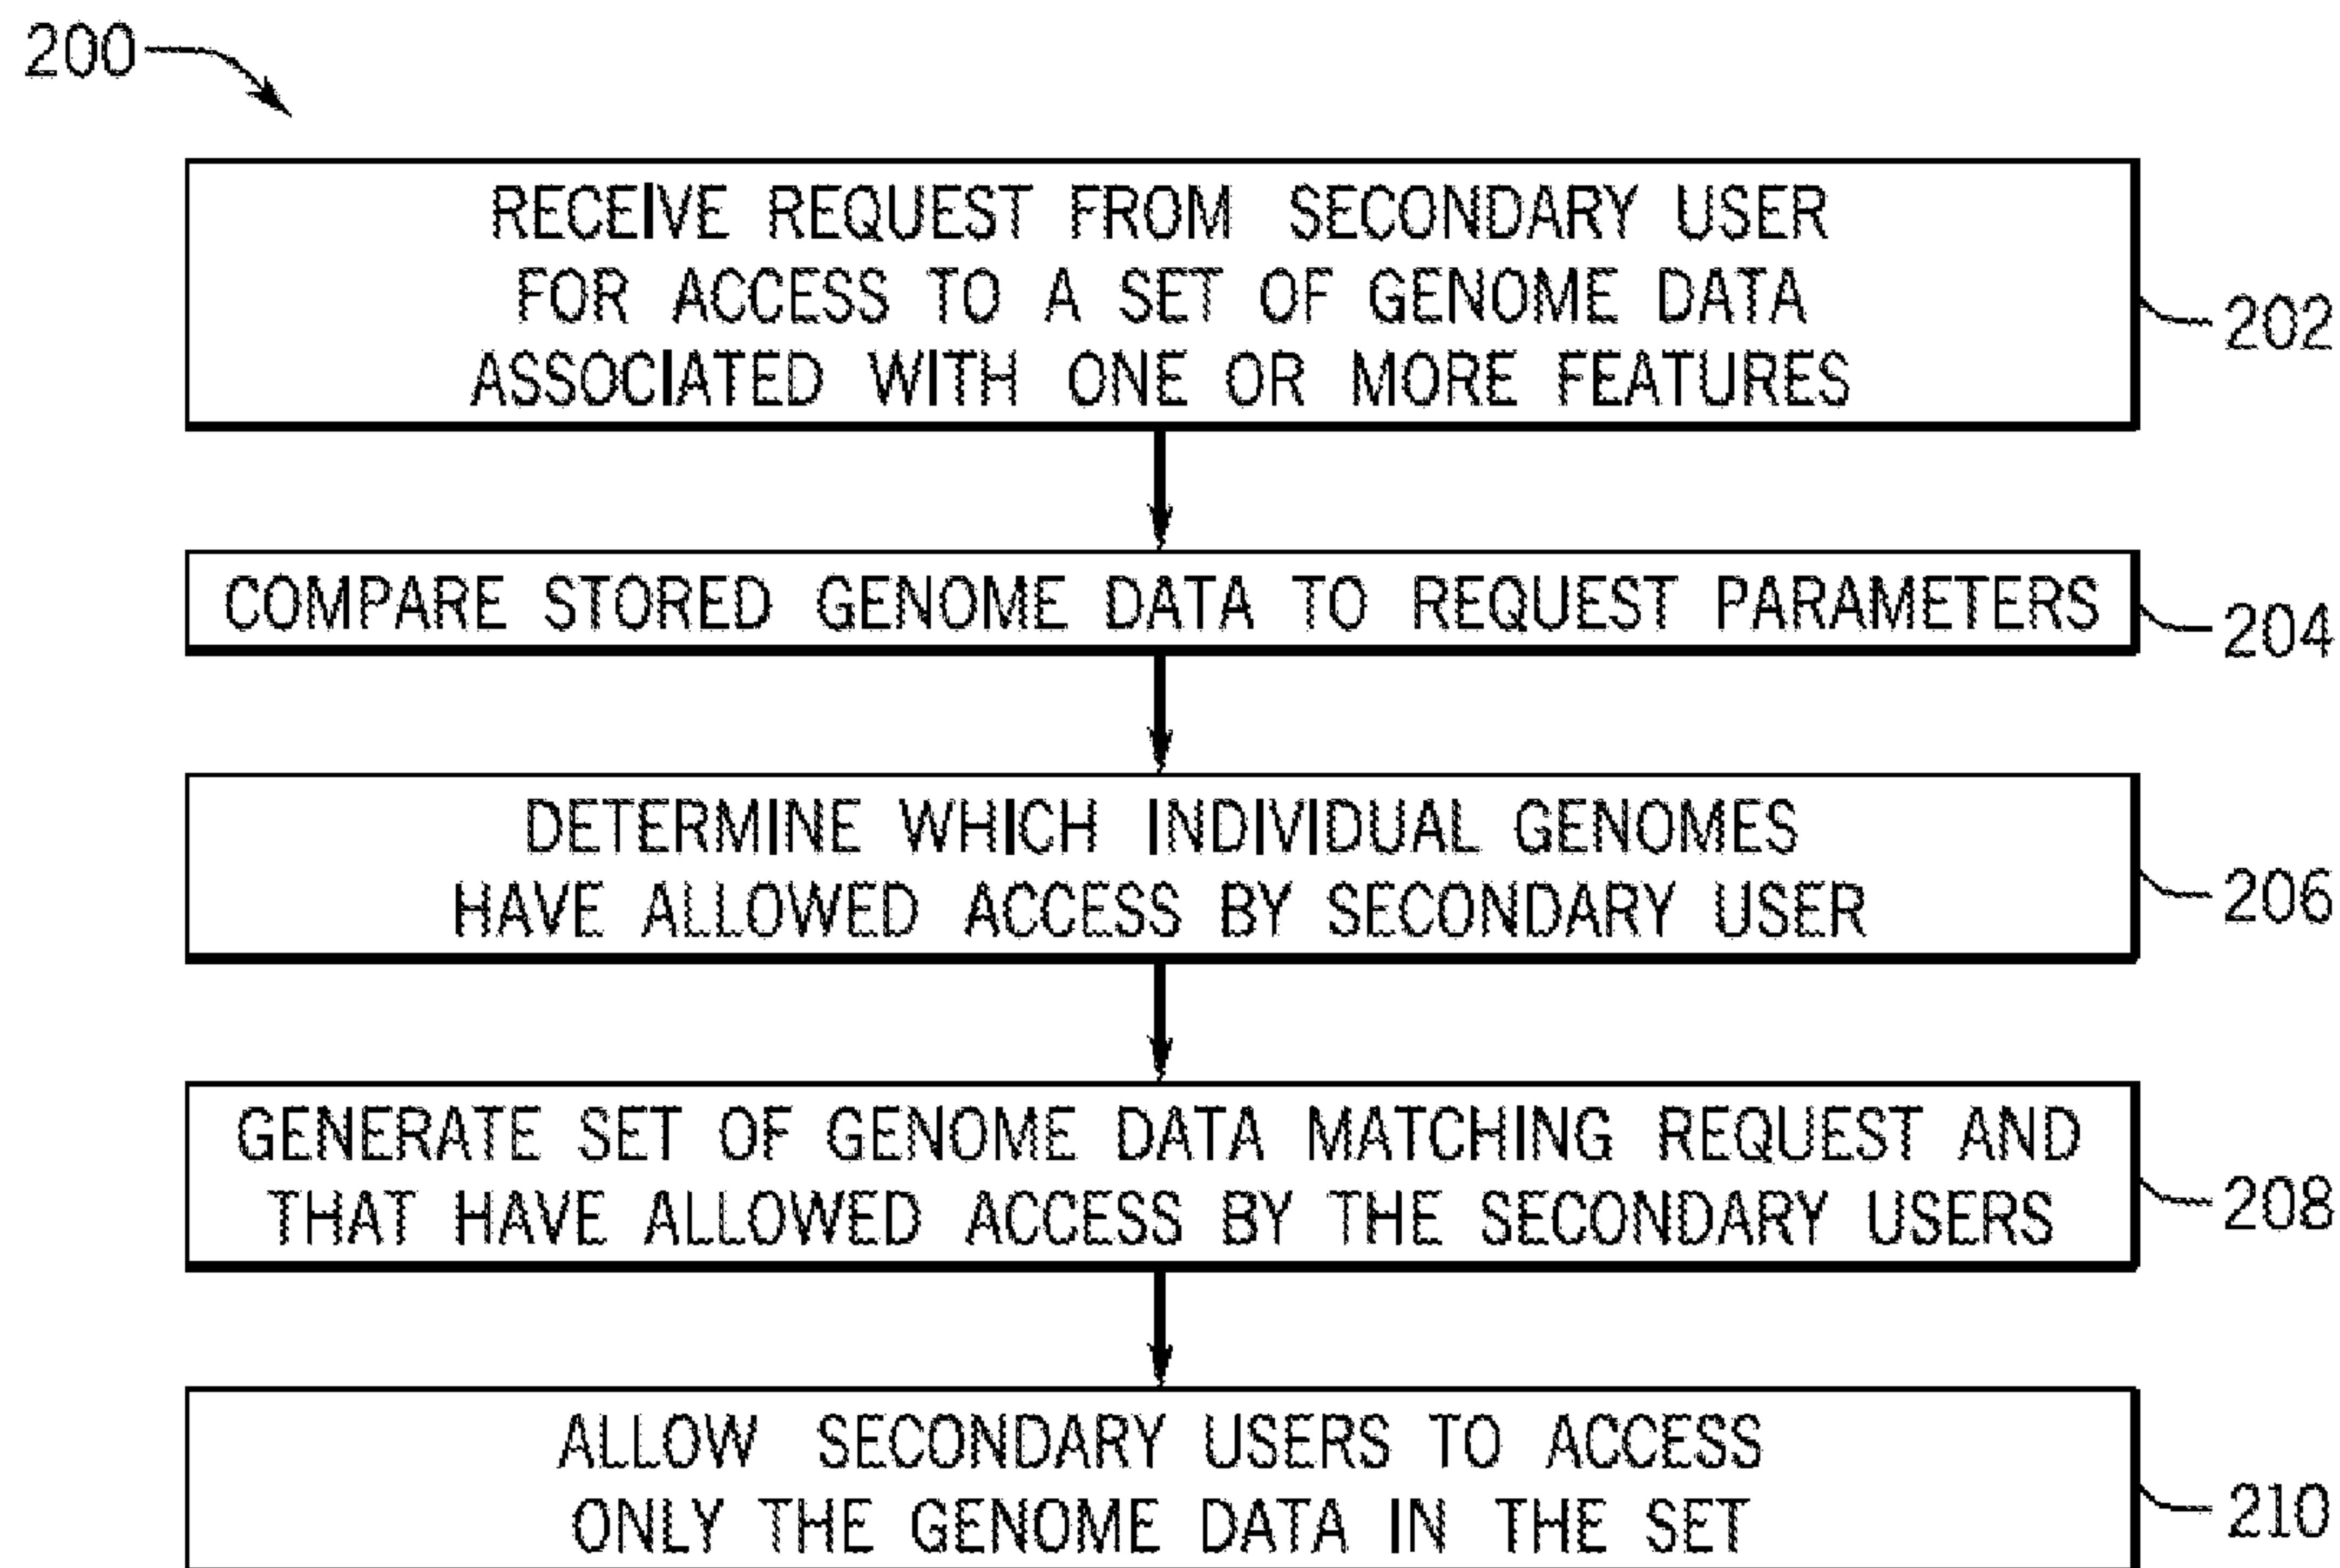 200
RECEIVE REQUEST FROM SECONDARY USER
FOR ACCESS TO A SET OF GENOME DATA
ASSOCIATED WITH ONE OR MORE FEATURES
202
COMPARE STORED GENOME DATA TO REQUEST PARAMETERS
204
DETERMINE WHICH INDIVIDUAL GENOMES
HAVE ALLOWED ACCESS BY SECONDARY USER
206
GENERATE SET OF GENOME DATA MATCHING REQUEST AND
THAT HAVE ALLOWED ACCESS BY THE SECONDARY USERS
208
ALLOW SECONDARY USERS TO ACCESS
ONLY THE GENOME DATA IN THE SET
210